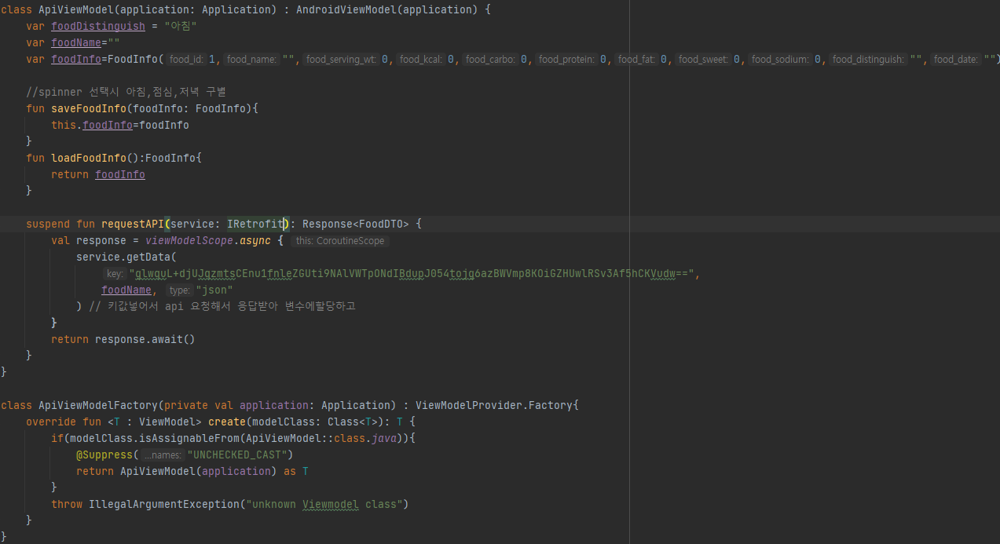 class ApiViewModel(application: Application) : AndroidViewModel(application) {
var foodDistinguish = "아침"
var foodName=""
var foodInfo=FoodInfo( food_id: 1, food_name: "", food_serving_wt: 0, food_kcal: 0, food_carbo: 0, food_protein: 0, food_fat: 0, food_sweet: 0, food_sodium: 0, food_distinguish: "", food_date: "")
//spinner 선택시 아침,점심,저녁 구별
fun saveFoodInfo(foodInfo: FoodInfo){
this.foodInfo=foodInfo
}
fun loadFoodInfo():FoodInfo{
return foodInfo
}
suspend fun requestAPI(service: IRetrofit): Response<FoodDTO> {
val response = viewModelScope.async { this: CoroutineScope
service.getData(
key: "glwquL+djUJgzmtsCEnu1fnleZGUti9NAlVWTpONdIBdupJ054tojg6azBWVmp8KOiGZHUwlRSv3Af5hCKVudw==",
foodName, type: "json"
) // 키값넣어서 api 요청해서 응답받아 변수에할당하고
}
return response.await()
}
}
class ApiViewModelFactory(private val application: Application) : ViewModelProvider.Factory{
override fun <T : ViewModel> create(modelClass: Class<T>): T {
if(modelClass.isAssignableFrom(ApiViewModel::class.java)){
@Suppress( ...names: "UNCHECKED_CAST")
return ApiViewModel(application) as T
}
throw IllegalArgumentException("unknown Viewmodel class")
}
}